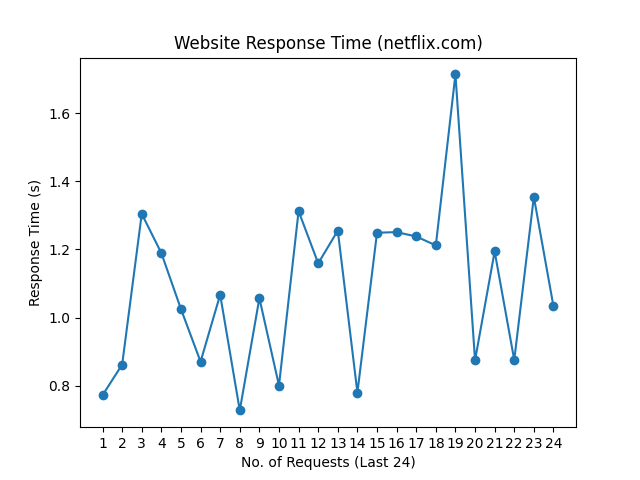 Website Response Time (netflix.com)
1.6
1.4
1.2
1.0
0.8
Response Time (s)
1 2 3 4 5 6 7 8 9 10 11 12 13 14 15 16 17 18 19 20 21 22 23 24
No. of Requests (Last 24)